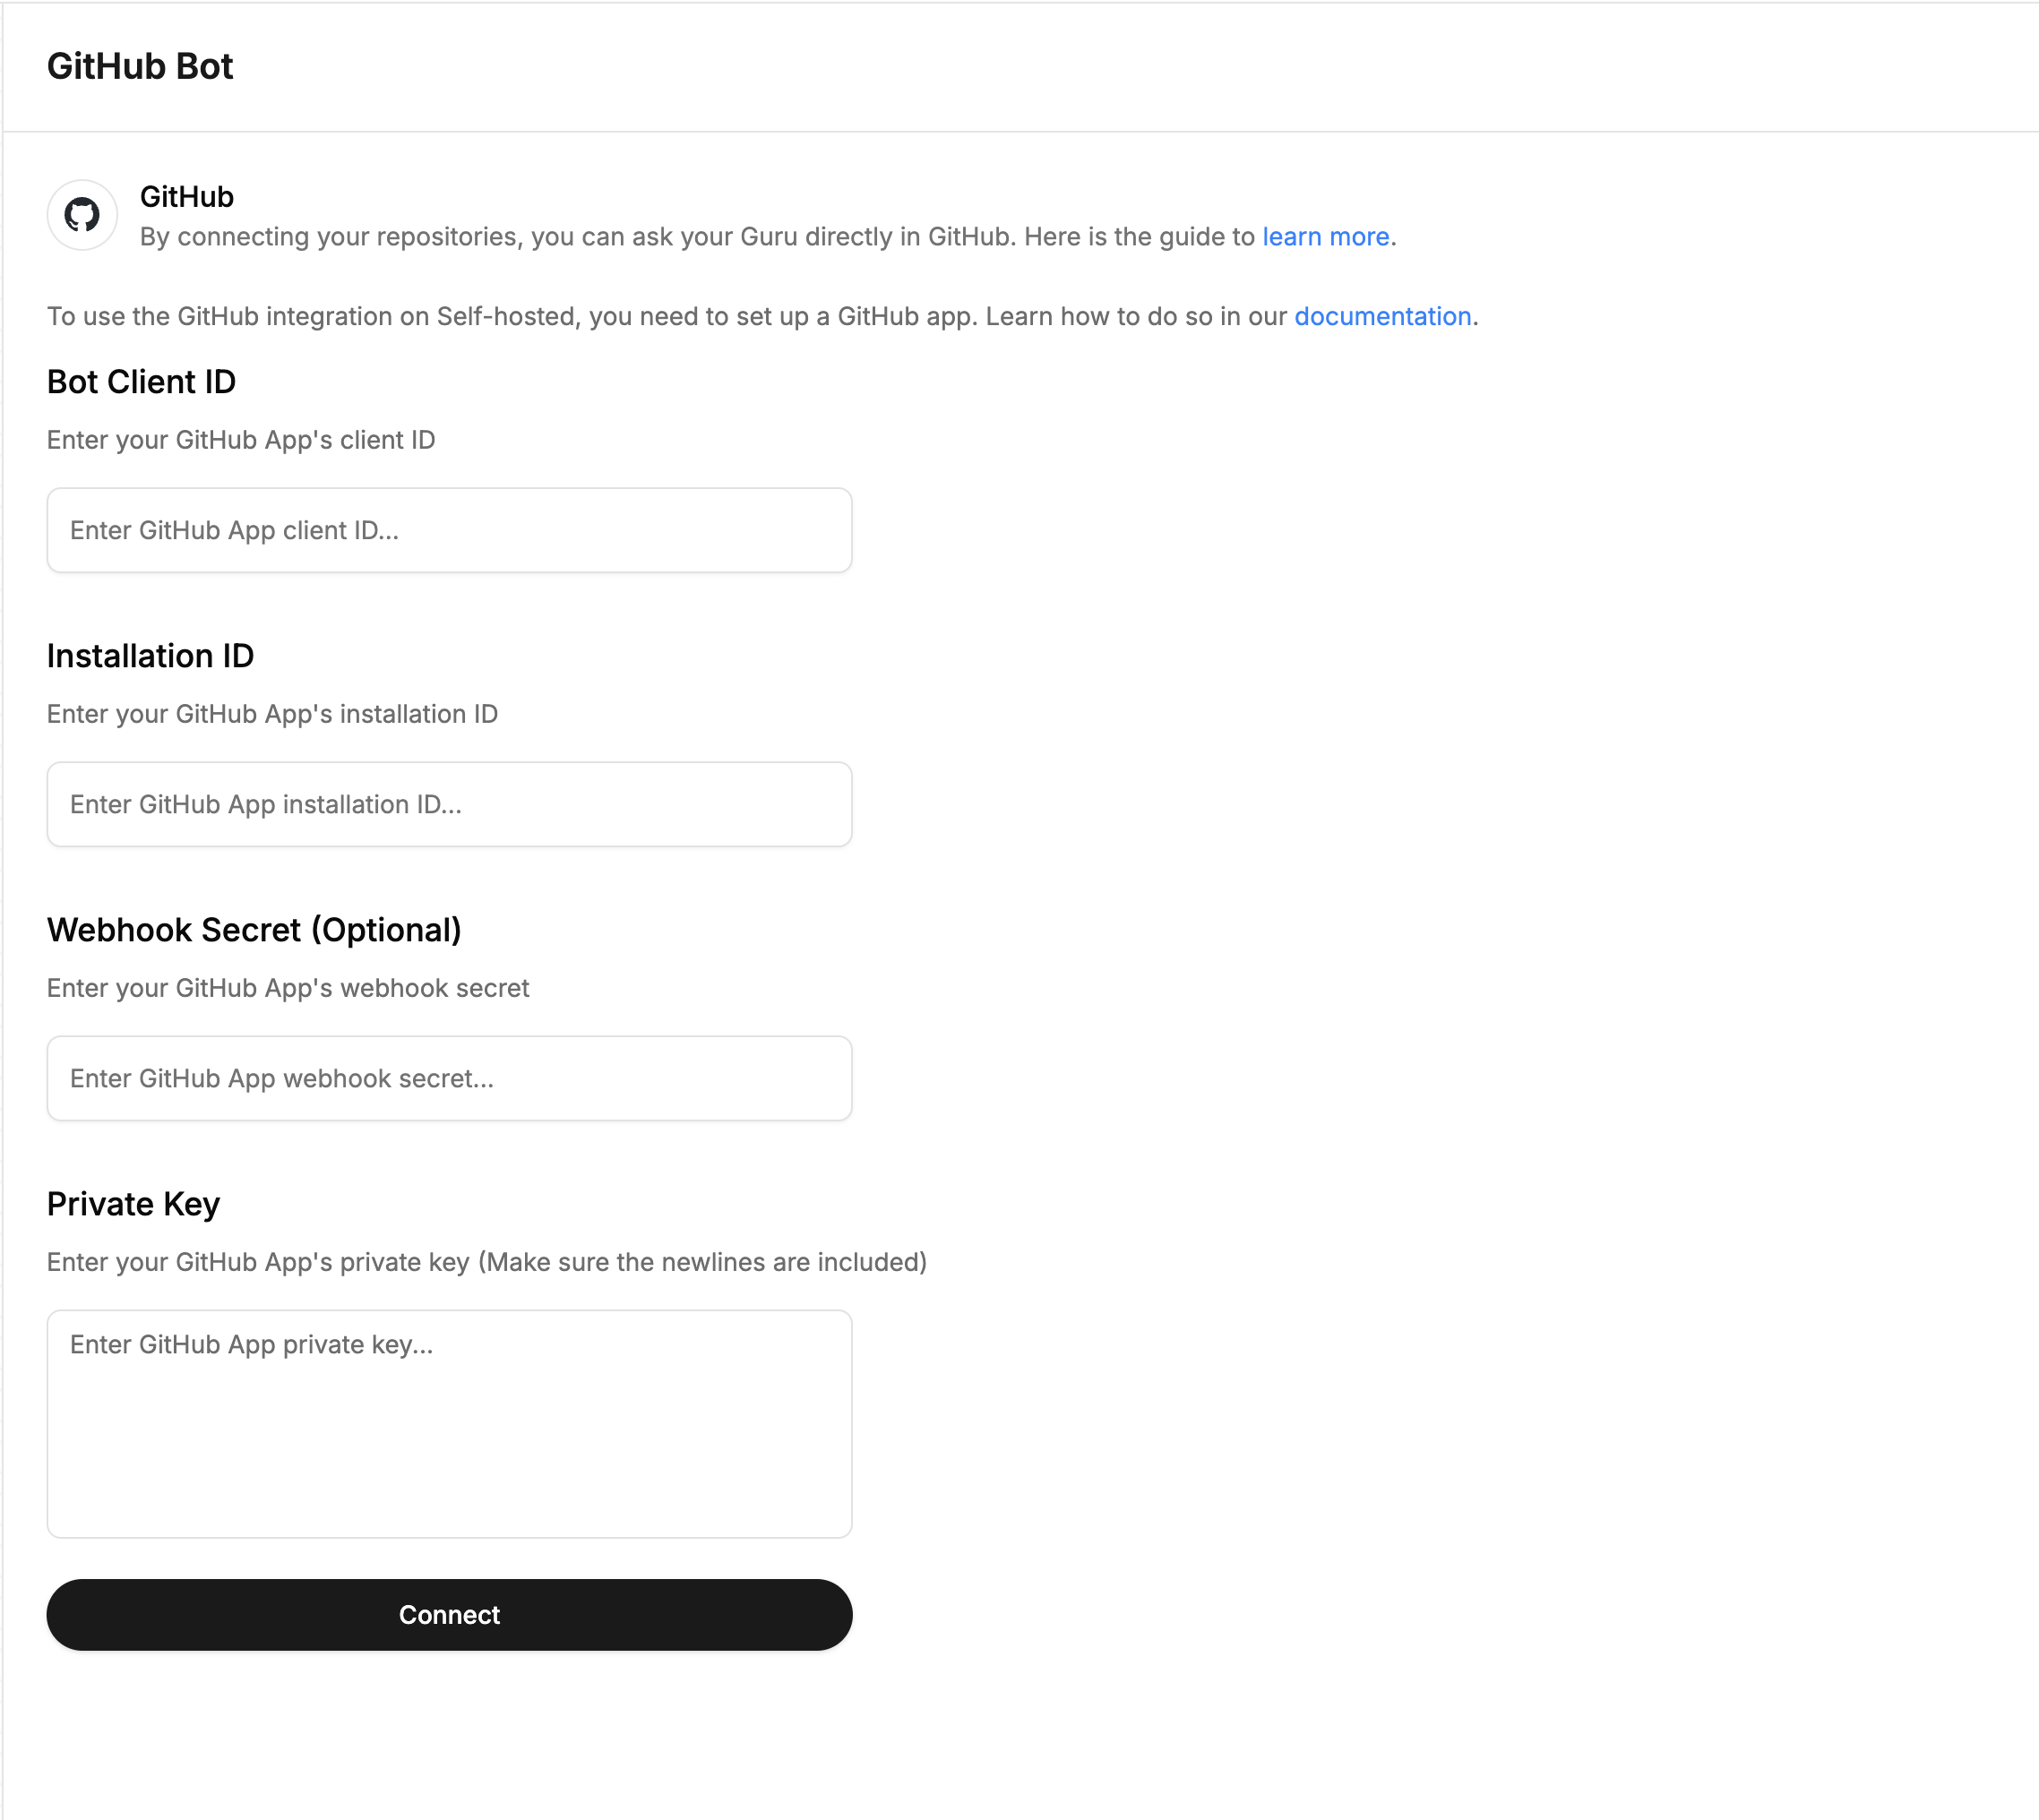 GitHub Bot
GitHub
By connecting your repositories, you can ask your Guru directly in GitHub. Here is the guide to learn more.
To use the GitHub integration on Self-hosted, you need to set up a GitHub app. Learn how to do so in our documentation.
Bot Client ID
Enter your GitHub App's client ID
Enter GitHub App client ID...
Installation ID
Enter your GitHub App's installation ID
Enter GitHub App installation ID...
Webhook Secret (Optional)
Enter your GitHub App's webhook secret
Enter GitHub App webhook secret...
Private Key
Enter your GitHub App's private key (Make sure the newlines are included)
Enter GitHub App private key...
Connect